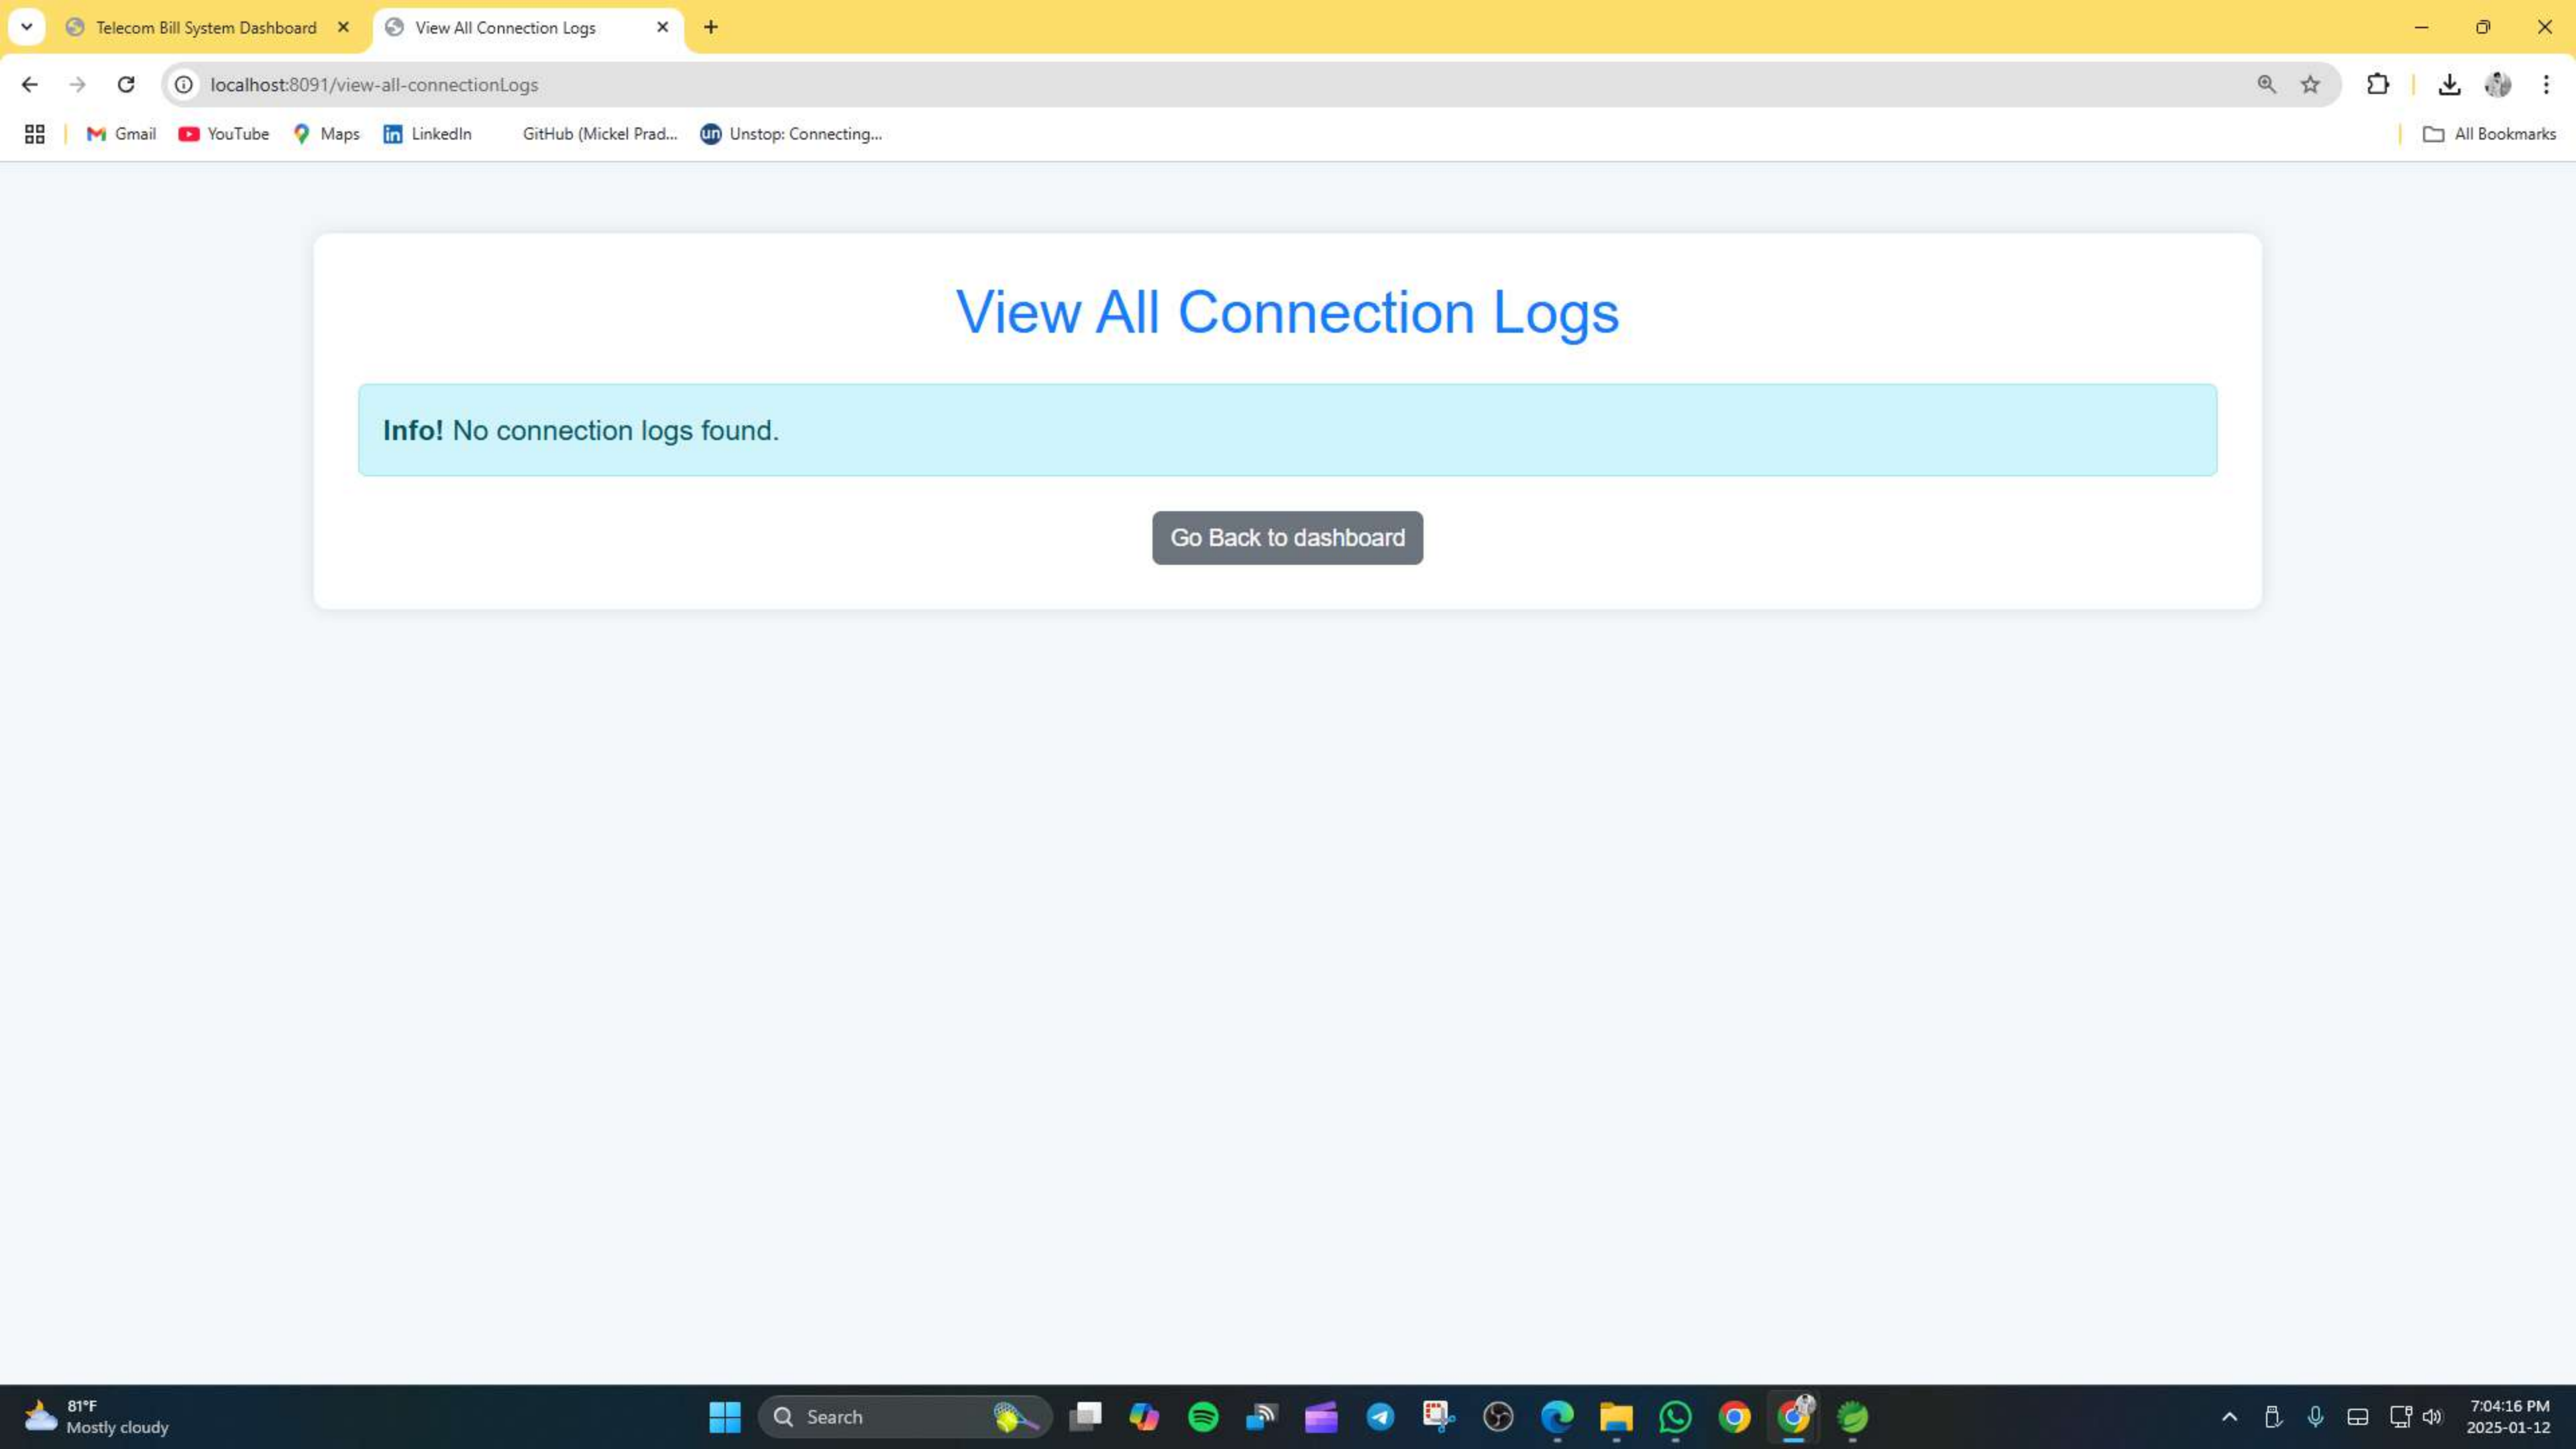 Telecom Bill System Dashboard
View All Connection Logs
localhost:8091/view-all-connectionLogs
Gmail
YouTube
Maps
in LinkedIn
GitHub (Mickel Prad...
un Unstop: Connecting...
All Bookmarks
View All Connection Logs
Info! No connection logs found.
Go Back to dashboard
81°F
Mostly cloudy
Search
7:04:16 PM
2025-01-12